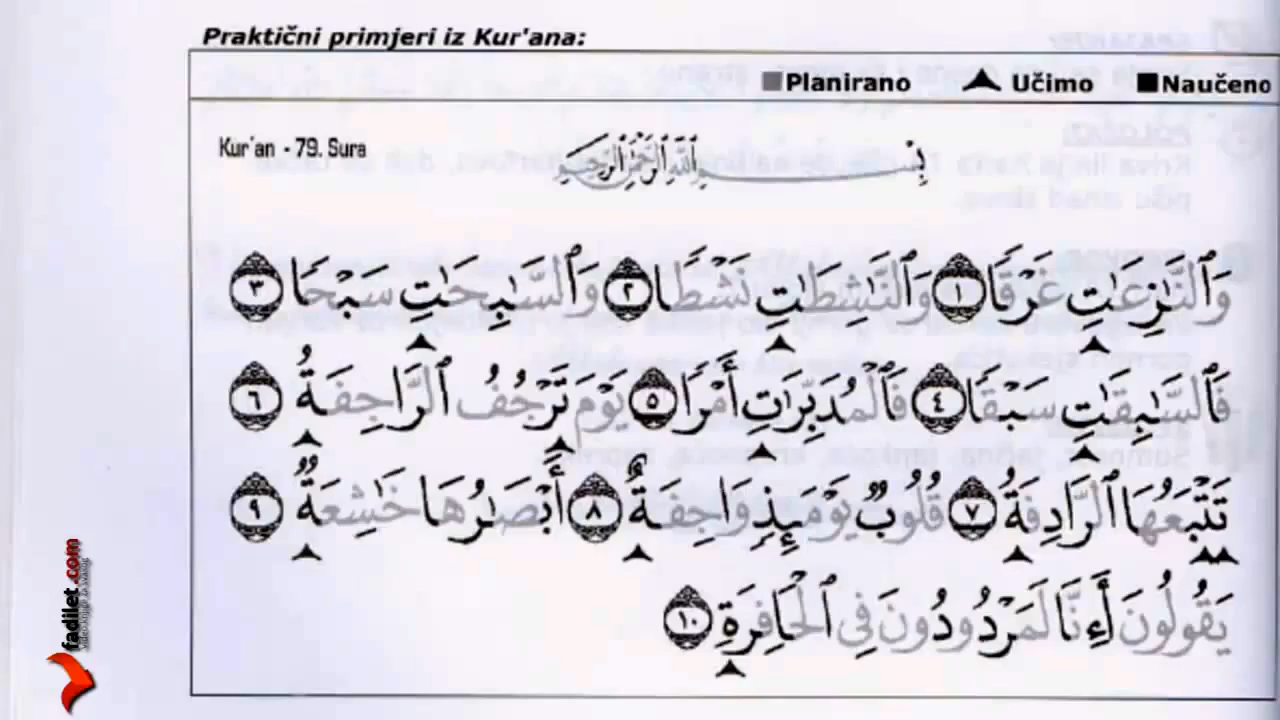 Praktični primjeri iz Kur'ana:
Planirano Učimo Naučeno
Kur'an - 79. Sura
بِسْمِ ٱللَّهِ ٱلرَّحْمَٰنِ ٱلرَّحِيمِ
وَٱلنَّٰزِعَٰتِ غَرْقًا ١ وَٱلنَّٰشِطَٰتِ نَشْطًا ٢ وَٱلسَّٰبِحَٰتِ سَبْحًا ٣
فَٱلسَّٰبِقَٰتِ سَبْقًا ٤ فَٱلْمُدَبِّرَٰتِ أَمْرًا ٥ يَوْمَ تَرْجُفُ ٱلرَّاجِفَةُ ٦
تَتْبَعُهَا ٱلرَّادِفَةُ ٧ قُلُوبٌ يَوْمَئِذٍ وَاجِفَةٌ ٨ أَبْصَٰرُهَا خَٰشِعَةٌ ٩
يَقُولُونَ أَءِنَّا لَمَرْدُودُونَ فِى ٱلْحَافِرَةِ ١٠
fadilet.com